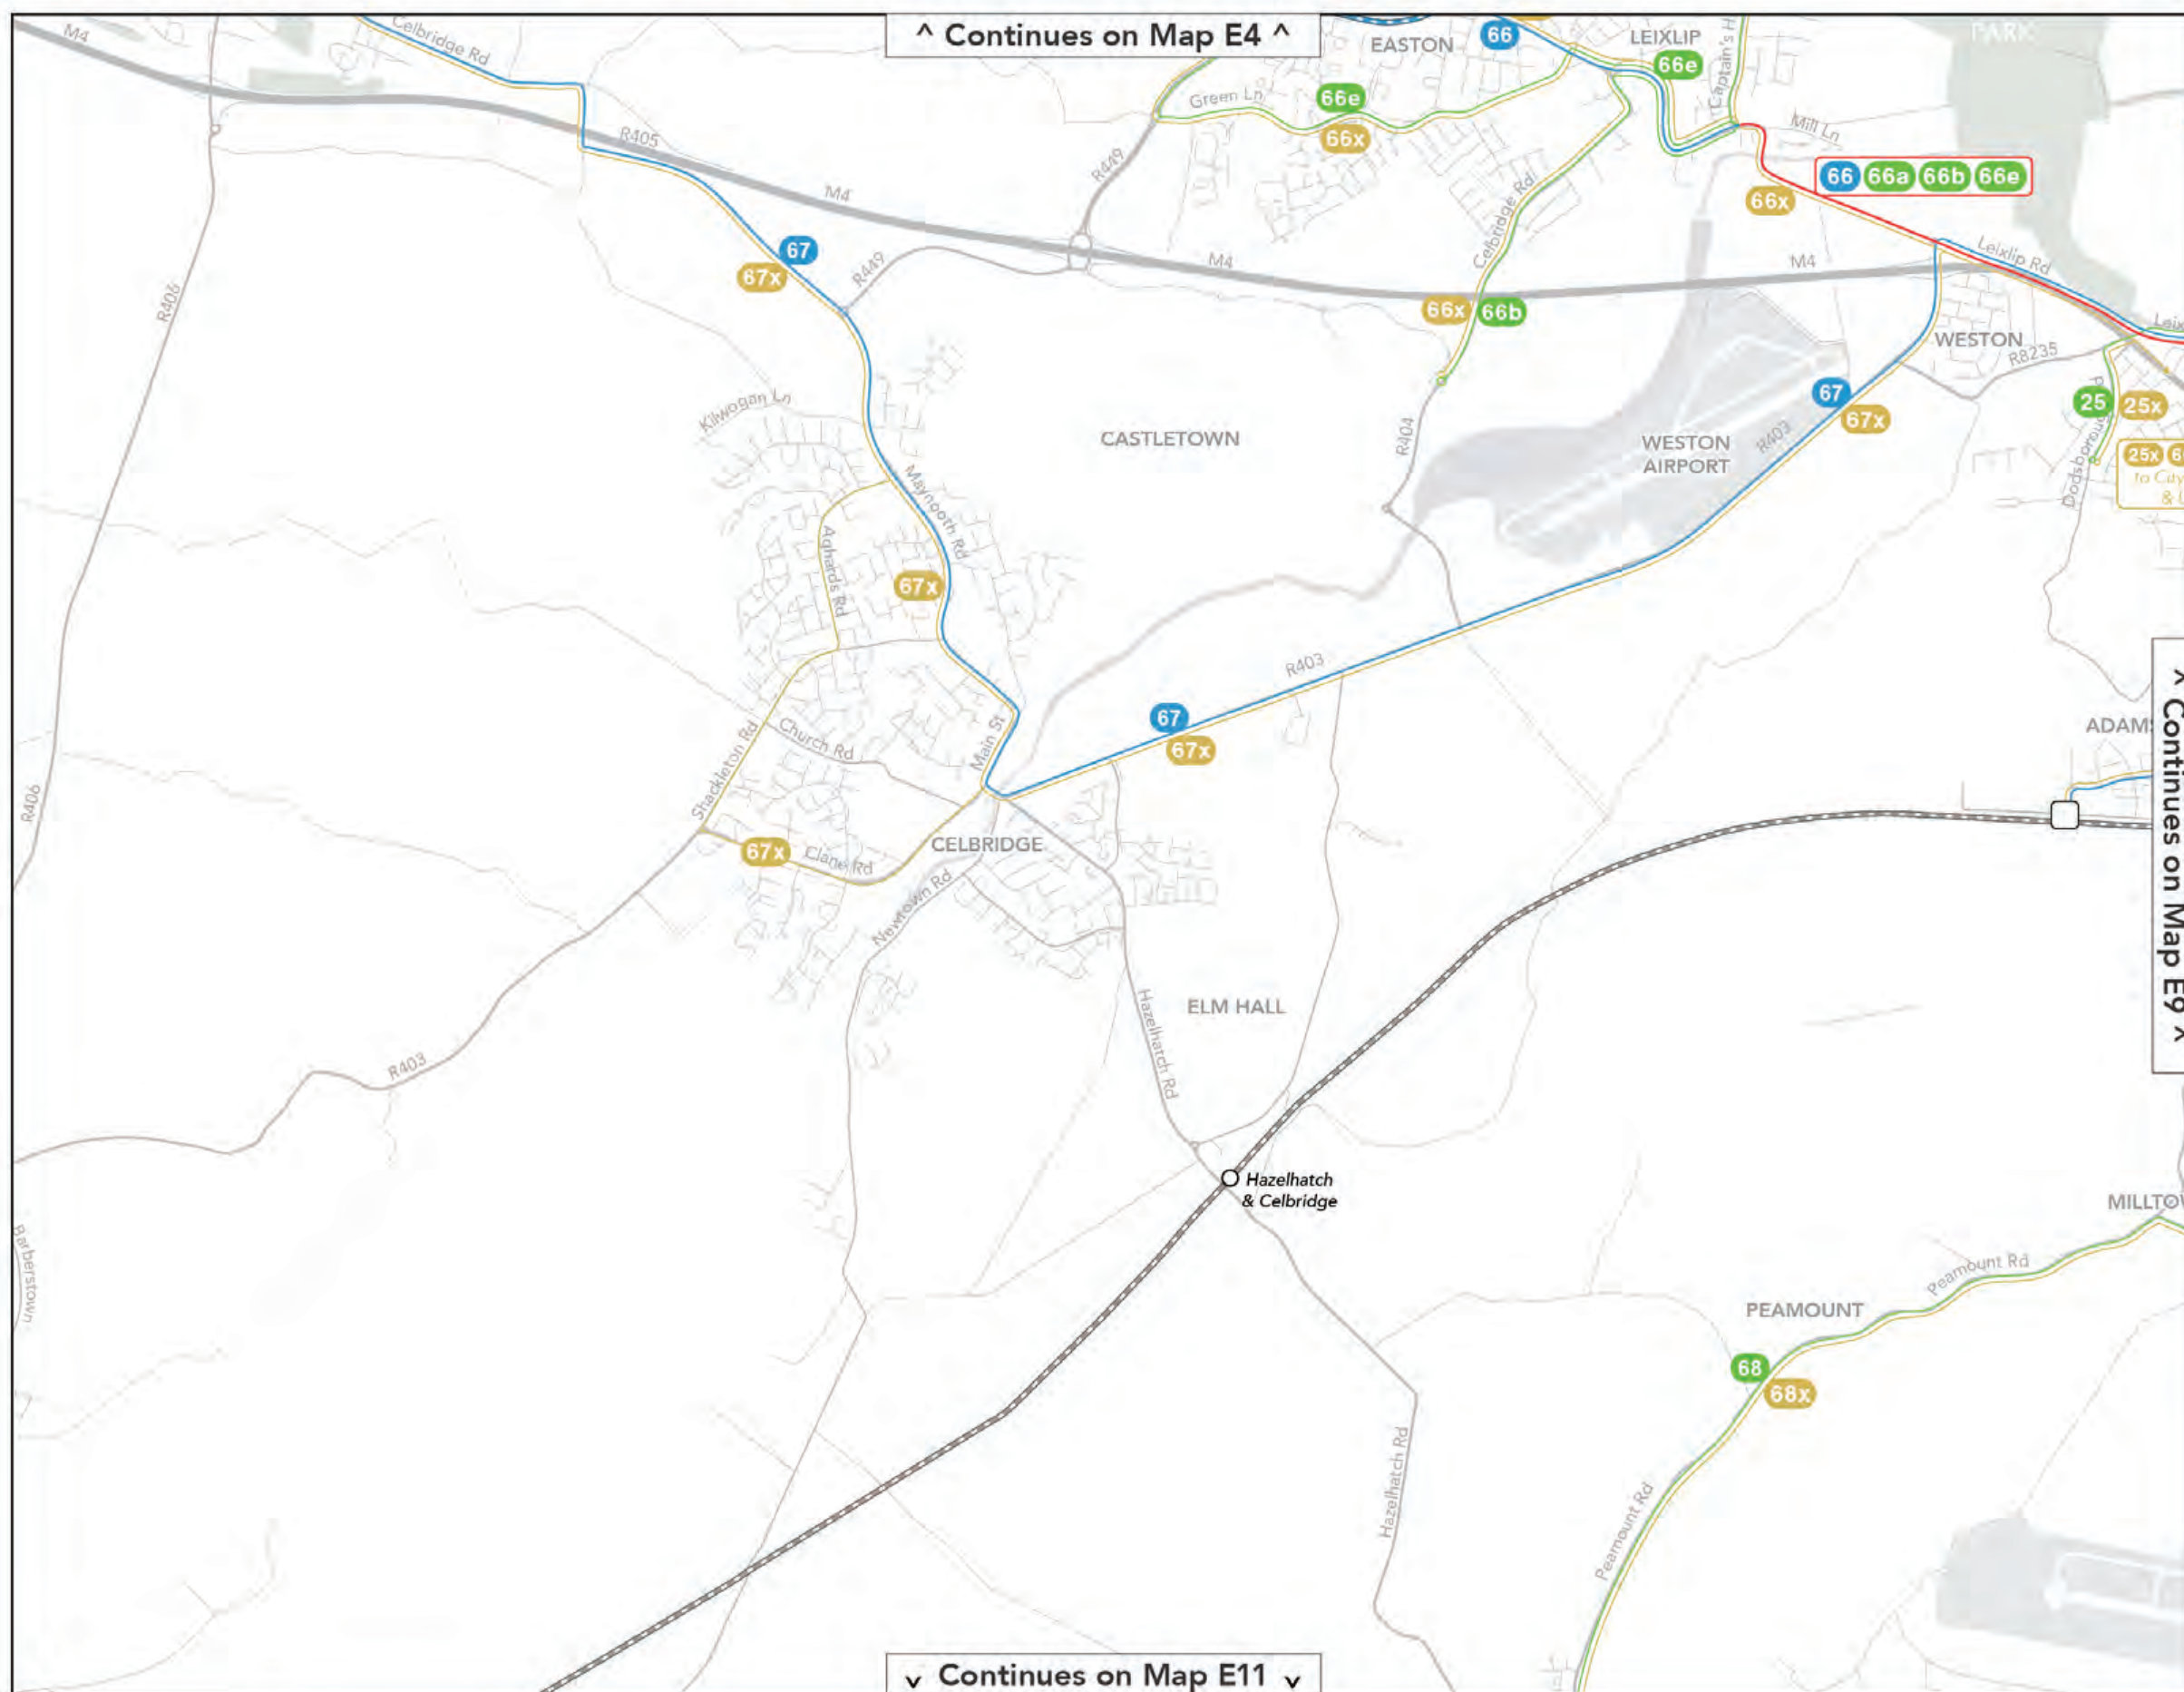 ^ Continues on Map E4 ^
M4
Celbridge Rd
EASTON
66
LEIXLIP
66e
Captain's H
PARK
Green Ln
66e
66x
Mill Ln
R405
R449
M4
66 66a 66b 66e
66x
Celbridge Rd
67
67x
R449
M4
M4
Leixlip Rd
R406
66x 66b
WESTON
R8235
Kilwogan Ln
67
67x
25 25x
CASTLETOWN
R404
WESTON
AIRPORT
R403
25x
to City
Dodsborough
Maynooth Rd
Aghards Rd
67x
R403
67
67x
Main St
Church Rd
Shackleton Rd
ADAMS
^ Continues on Map E9 ^
R406
67x
Clane Rd
CELBRIDGE
Newtown Rd
ELM HALL
Hazelhatch Rd
R403
Hazelhatch
& Celbridge
MILLTOW
Barberstown
Peamount Rd
PEAMOUNT
68
68x
Hazelhatch Rd
Peamount Rd
v Continues on Map E11 v